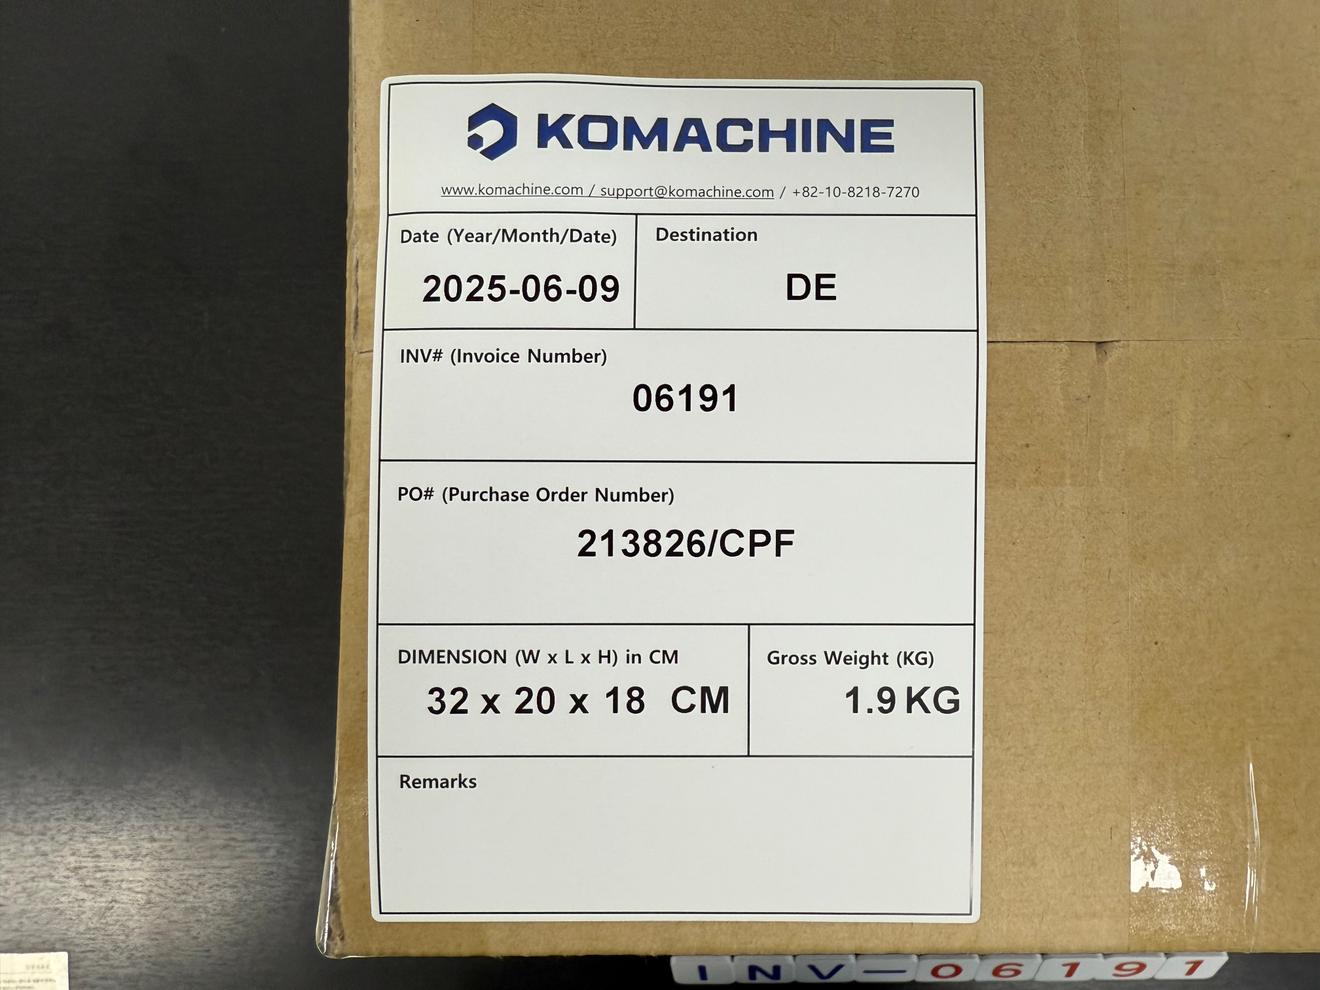 KOMACHINE
www.komachine.com / support@komachine.com / +82-10-8218-7270
Date (Year/Month/Date)
2025-06-09
Destination
DE
INV# (Invoice Number)
06191
PO# (Purchase Order Number)
213826/CPF
DIMENSION (W x L x H) in CM
32 x 20 x 18 CM
Gross Weight (KG)
1.9 KG
Remarks
INV-06191